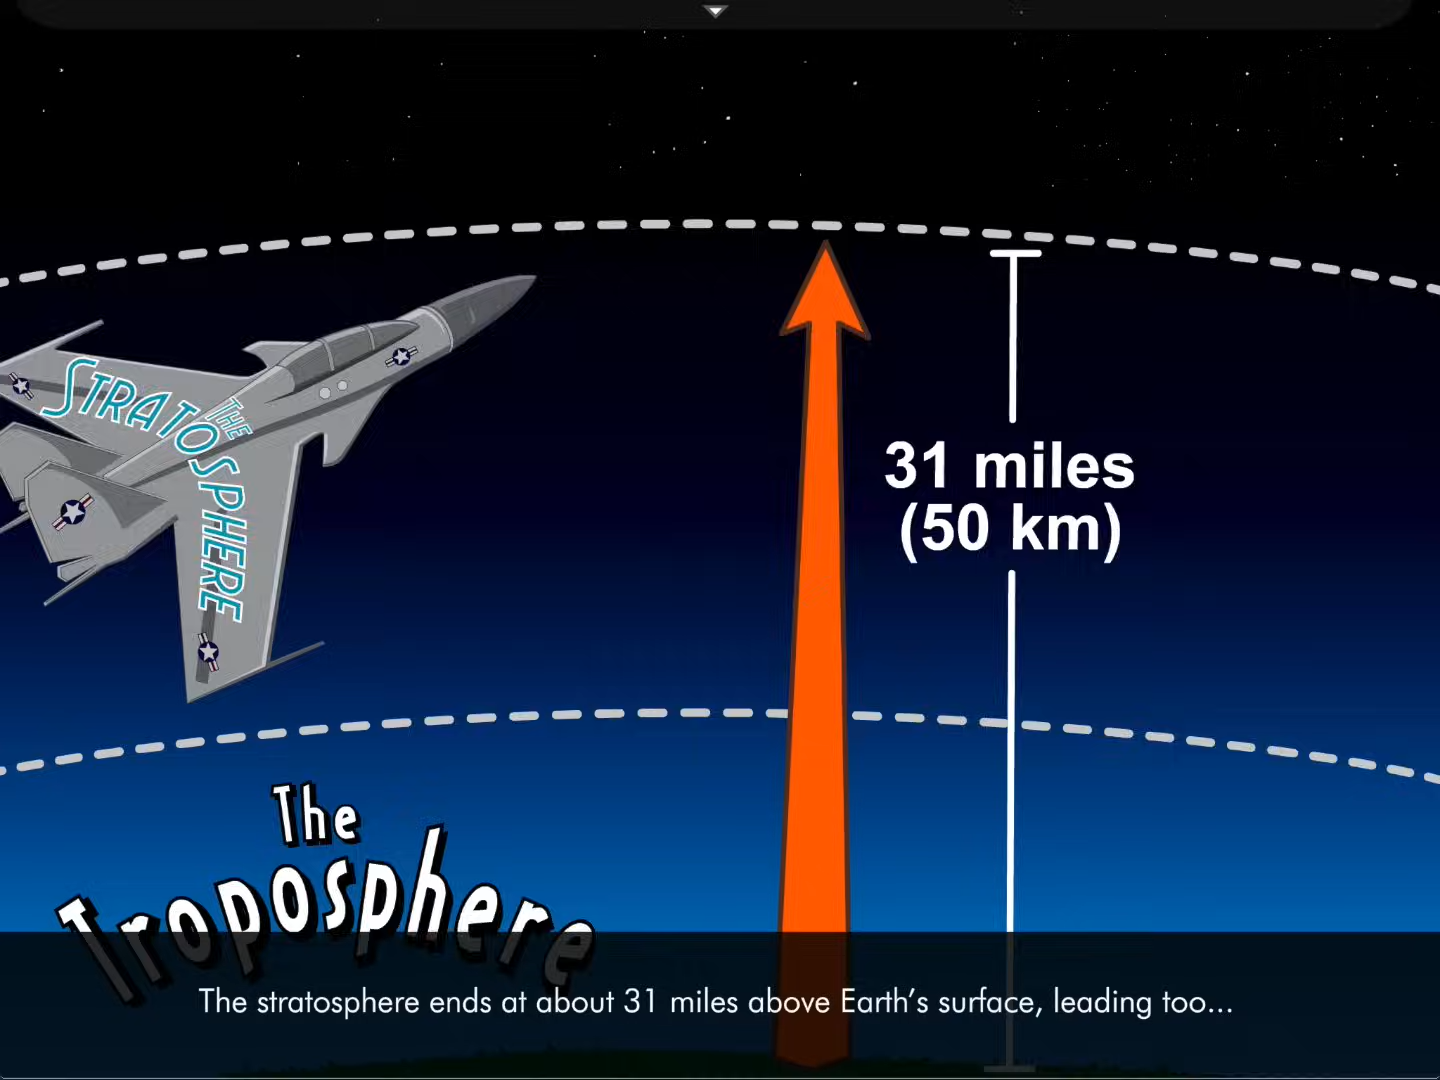 THE
STRATOSPHERE
31 miles
(50 km)
The
Troposphere
The stratosphere ends at about 31 miles above Earth's surface, leading too...